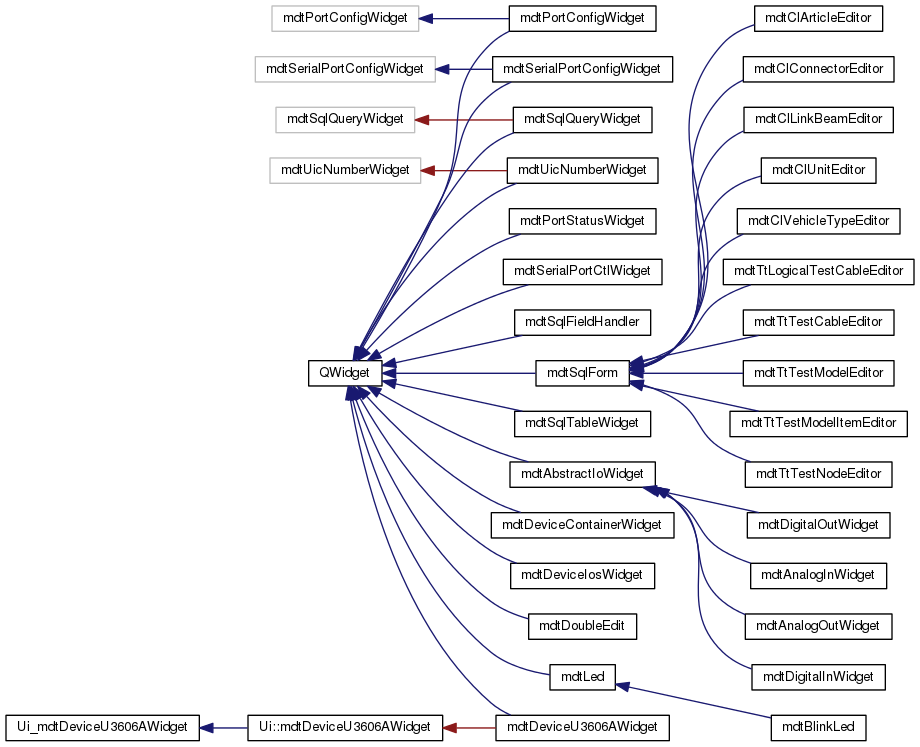 mdtPortConfigWidget
mdtPortConfigWidget
mdtClArticleEditor
mdtSerialPortConfigWidget
mdtSerialPortConfigWidget
mdtClConnectorEditor
mdtSqlQueryWidget
mdtSqlQueryWidget
mdtClLinkBeamEditor
mdtUicNumberWidget
mdtUicNumberWidget
mdtClUnitEditor
mdtPortStatusWidget
mdtClVehicleTypeEditor
mdtSerialPortCtlWidget
mdtTtLogicalTestCableEditor
mdtSqlFieldHandler
mdtTtTestCableEditor
QWidget
mdtSqlForm
mdtTtTestModelEditor
mdtSqlTableWidget
mdtTtTestModelItemEditor
mdtAbstractIoWidget
mdtTtTestNodeEditor
mdtDeviceContainerWidget
mdtDigitalOutWidget
mdtDeviceIosWidget
mdtAnalogInWidget
mdtDoubleEdit
mdtAnalogOutWidget
mdtLed
mdtDigitalInWidget
Ui_mdtDeviceU3606AWidget
Ui::mdtDeviceU3606AWidget
mdtDeviceU3606AWidget
mdtBlinkLed